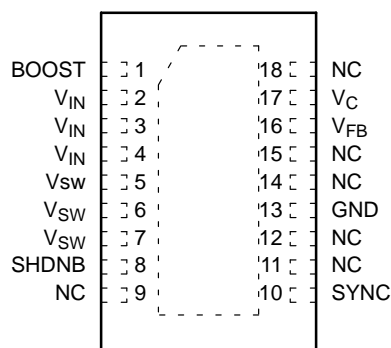 BOOST 1 18 NC
VIN 2 17 VC
VIN 3 16 VFB
VIN 4 15 NC
Vsw 5 14 NC
VSW 6 13 GND
VSW 7 12 NC
SHDNB 8 11 NC
NC 9 10 SYNC